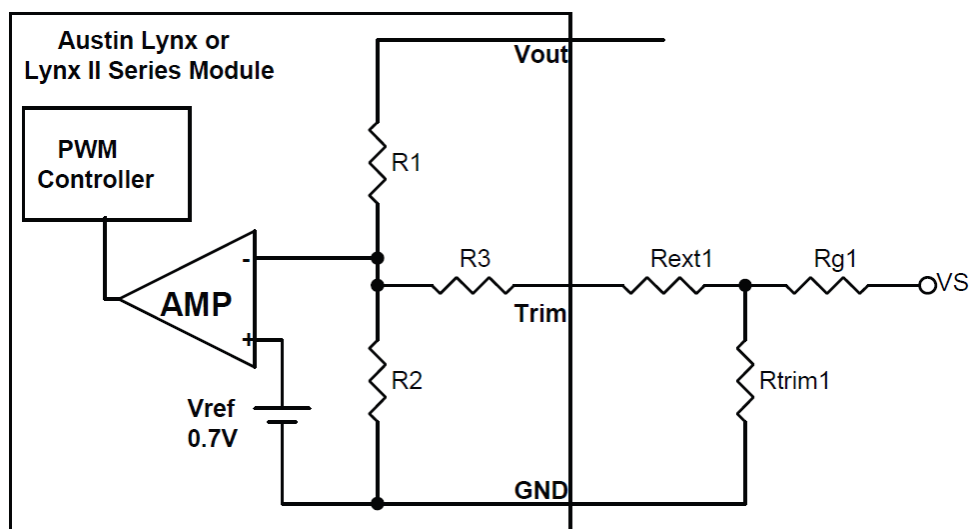 Austin Lynx or
Lynx II Series Module
Vout
PWM
Controller
R1
-
AMP
+
R3
Trim
Rext1
Rg1
VS
R2
Rtrim1
Vref
0.7V
GND